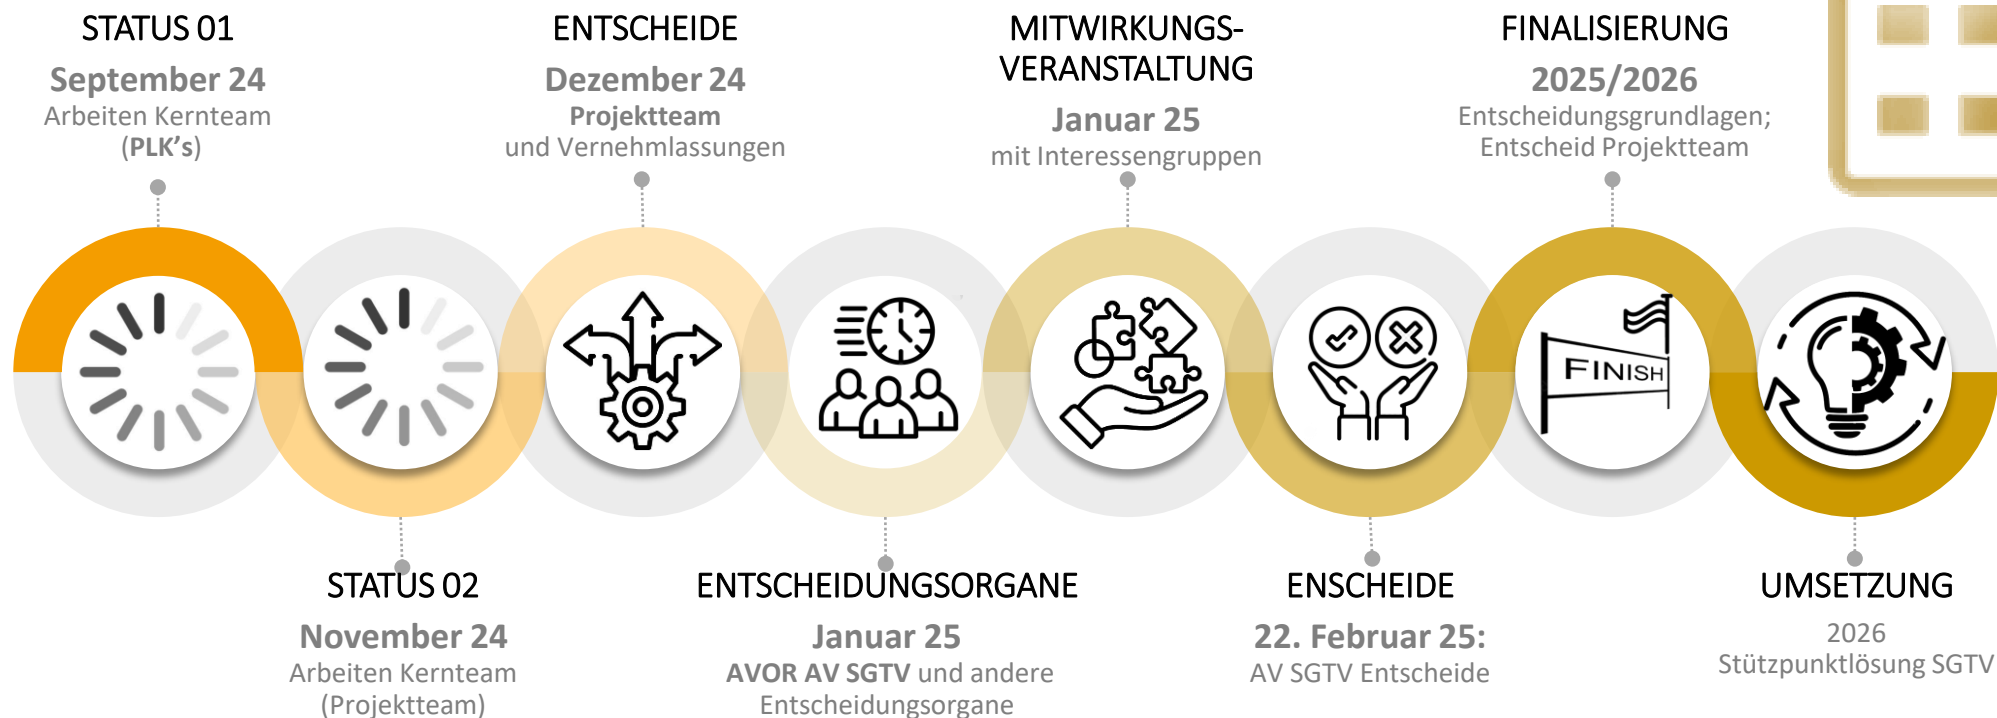 STATUS 01
September 24
Arbeiten Kernteam
(PLK’s)
ENTSCHEIDE
Dezember 24
Projektteam
und Vernehmlassungen
MITWIRKUNGS-
VERANSTALTUNG
Januar 25
mit Interessengruppen
FINALISIERUNG
2025/2026
Entscheidungsgrundlagen;
Entscheid Projektteam
FINISH
STATUS 02
November 24
Arbeiten Kernteam
(Projektteam)
ENTSCHEIDUNGSORGANE
Januar 25
AVOR AV SGTV und andere
Entscheidungsorgane
ENSCHEIDE
22. Februar 25:
AV SGTV Entscheide
UMSETZUNG
2026
Stützpunktlösung SGTV